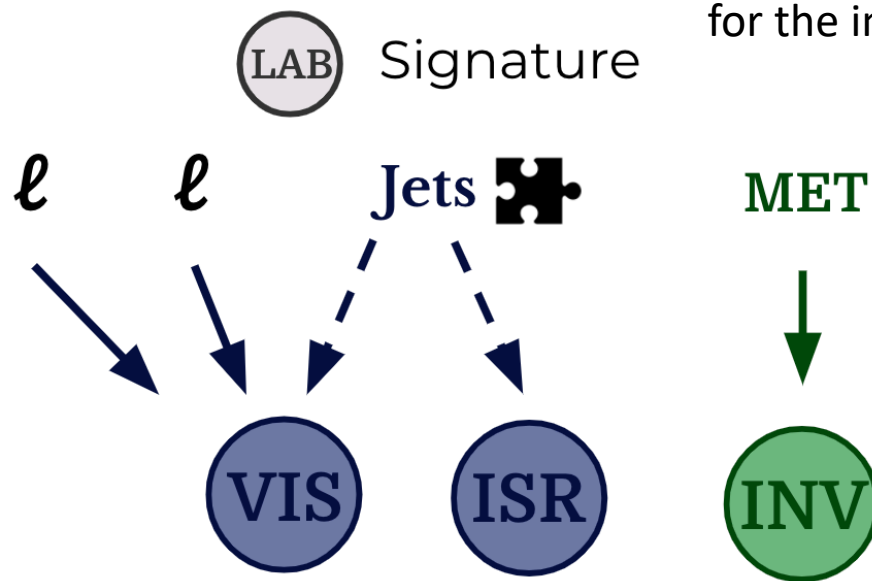 for the in
LAB Signature
ℓ ℓ Jets MET
VIS ISR INV